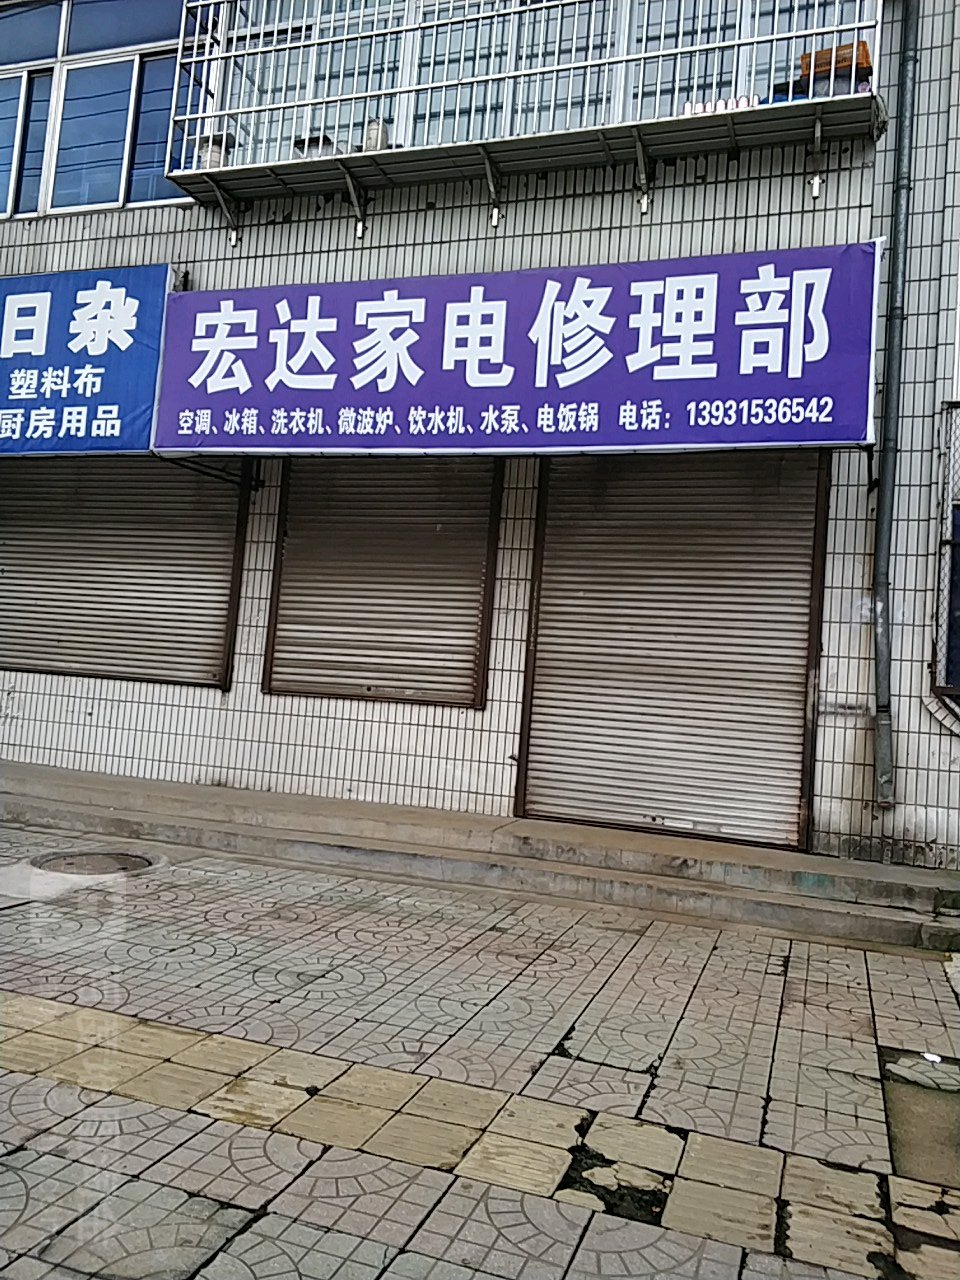 日杂
塑料布
厨房用品
宏达家电修理部
空调、冰箱、洗衣机、微波炉、饮水机、水泵、电饭锅 电话：13931536542